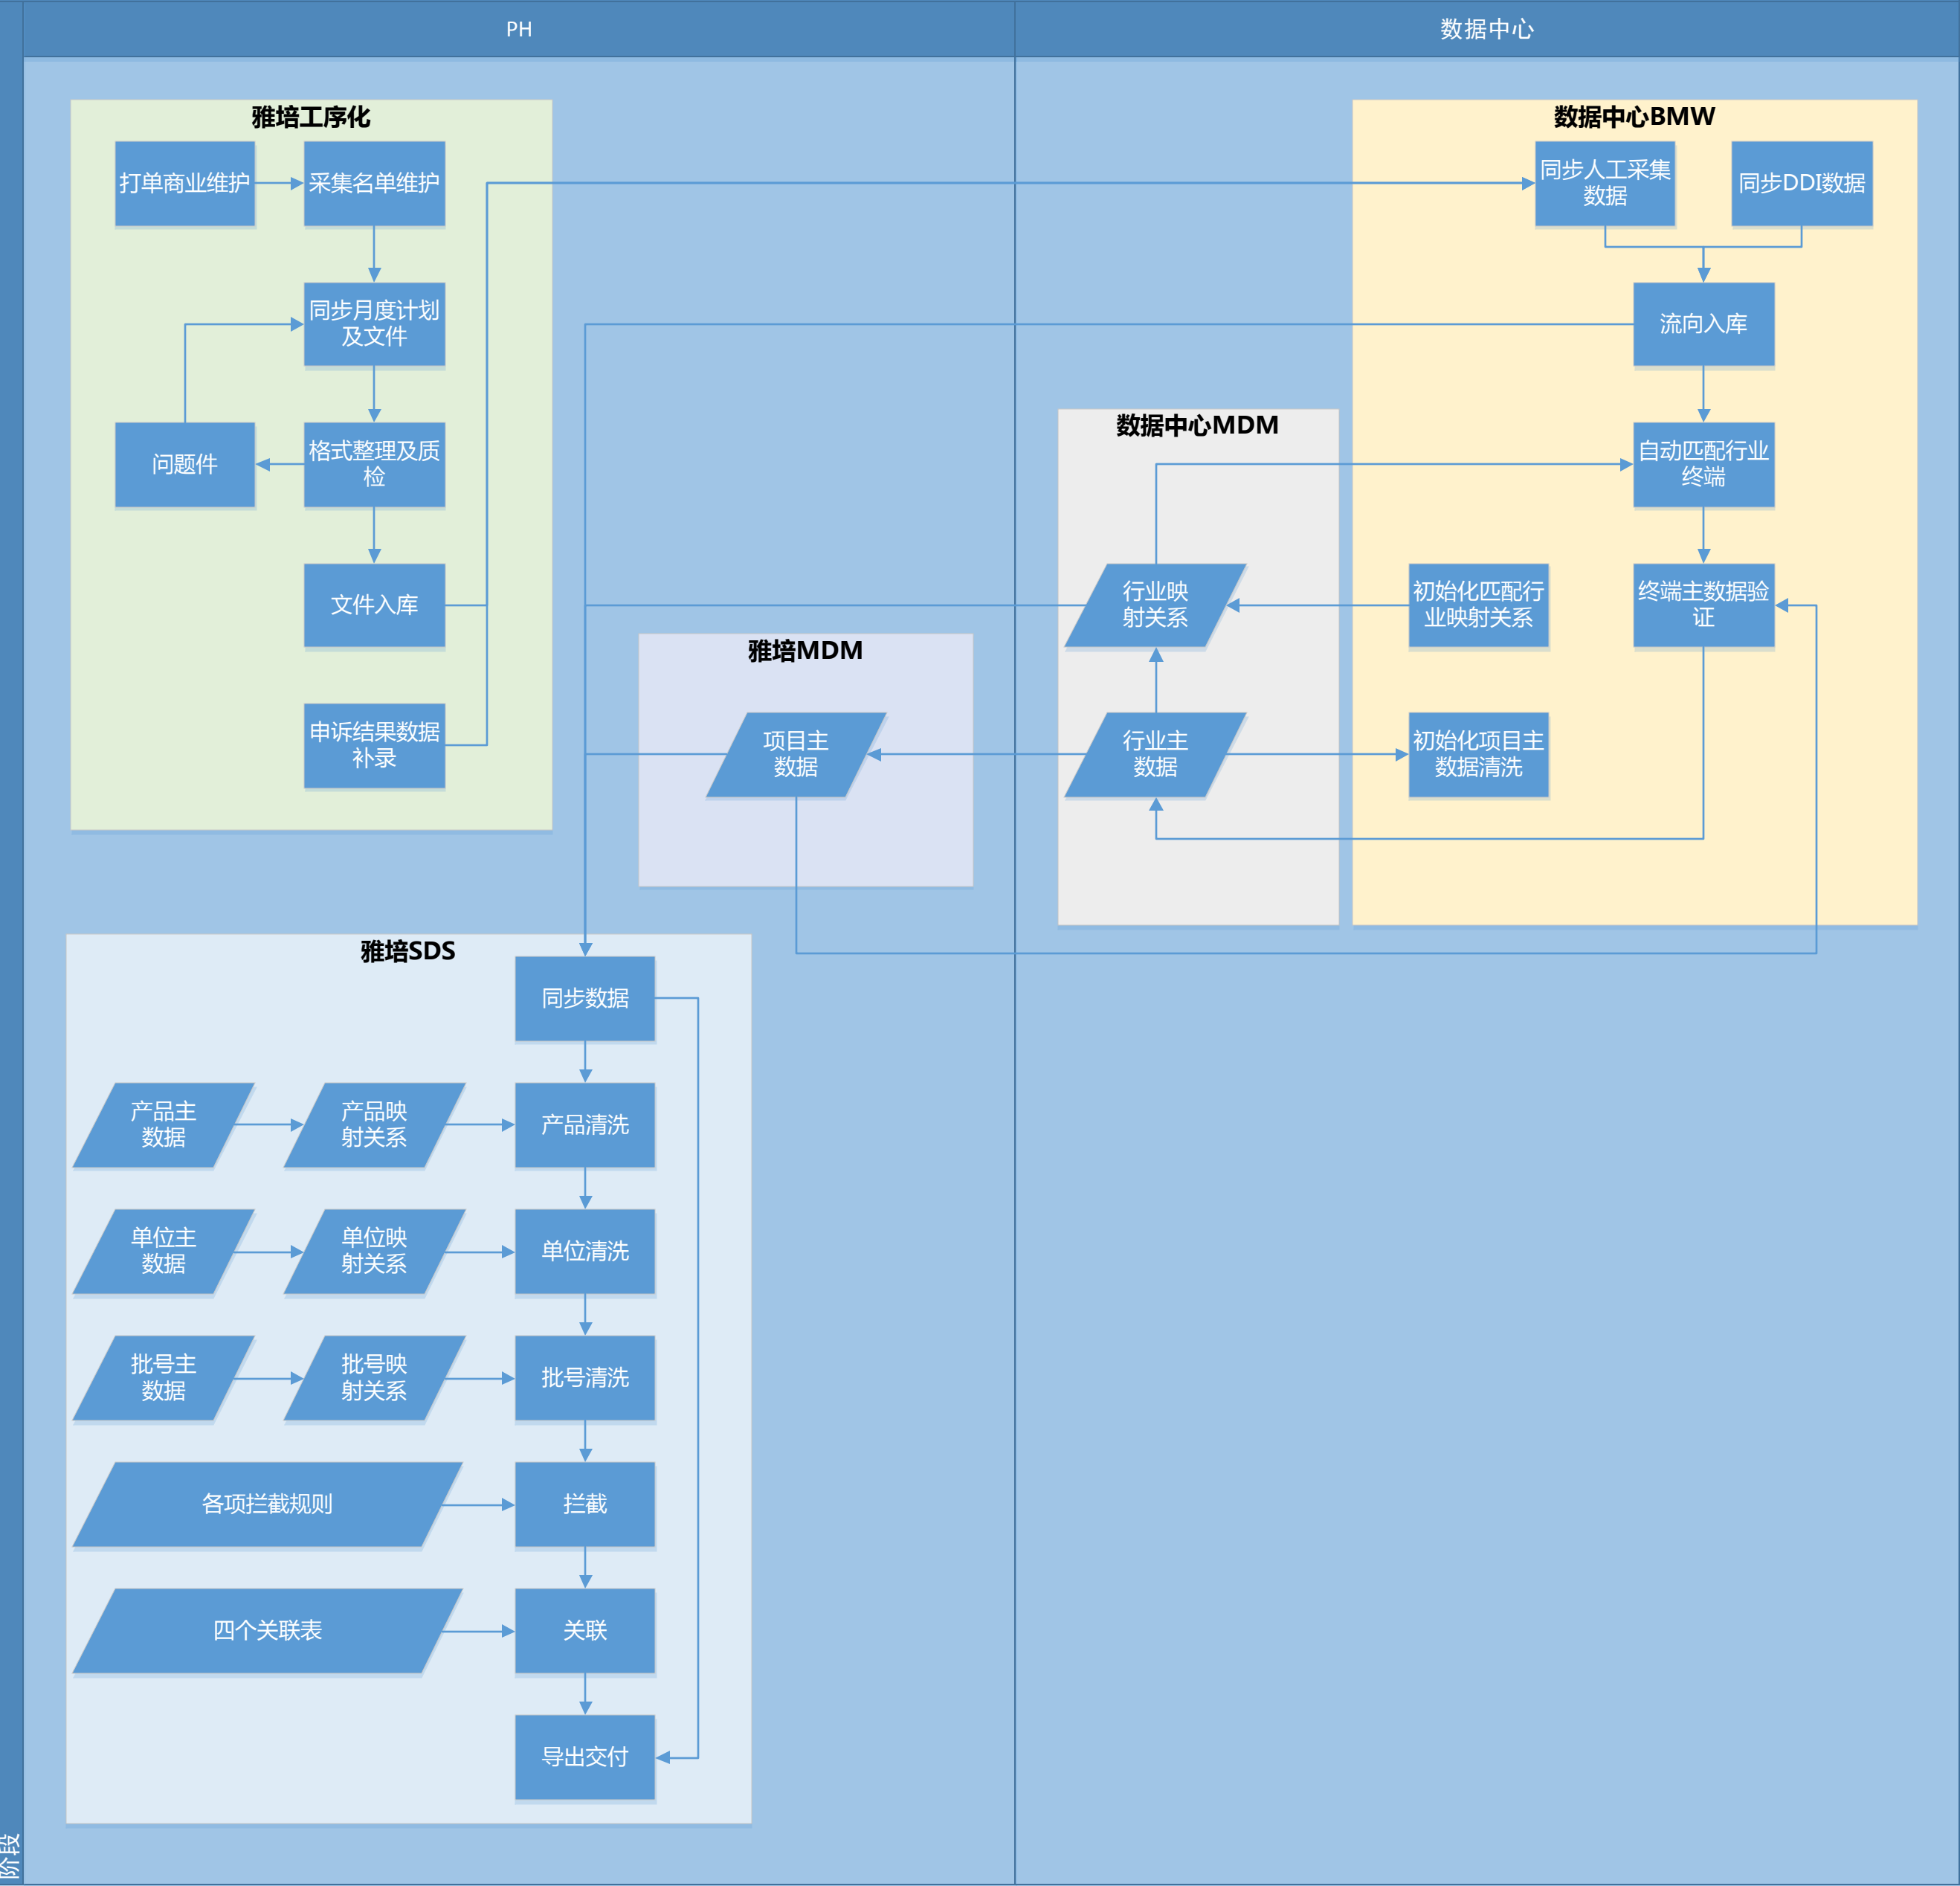 PH
数据中心
雅培工序化
打单商业维护
采集名单维护
同步月度计划
及文件
问题件
格式整理及质
检
文件入库
申诉结果数据
补录
数据中心BMW
同步人工采集
数据
同步DDI数据
流向入库
自动匹配行业
终端
初始化匹配行
业映射关系
终端主数据验
证
初始化项目主
数据清洗
数据中心MDM
行业映
射关系
行业主
数据
雅培MDM
项目主
数据
雅培SDS
同步数据
产品主
数据
产品映
射关系
产品清洗
单位主
数据
单位映
射关系
单位清洗
批号主
数据
批号映
射关系
批号清洗
各项拦截规则
拦截
四个关联表
关联
导出交付
阶段